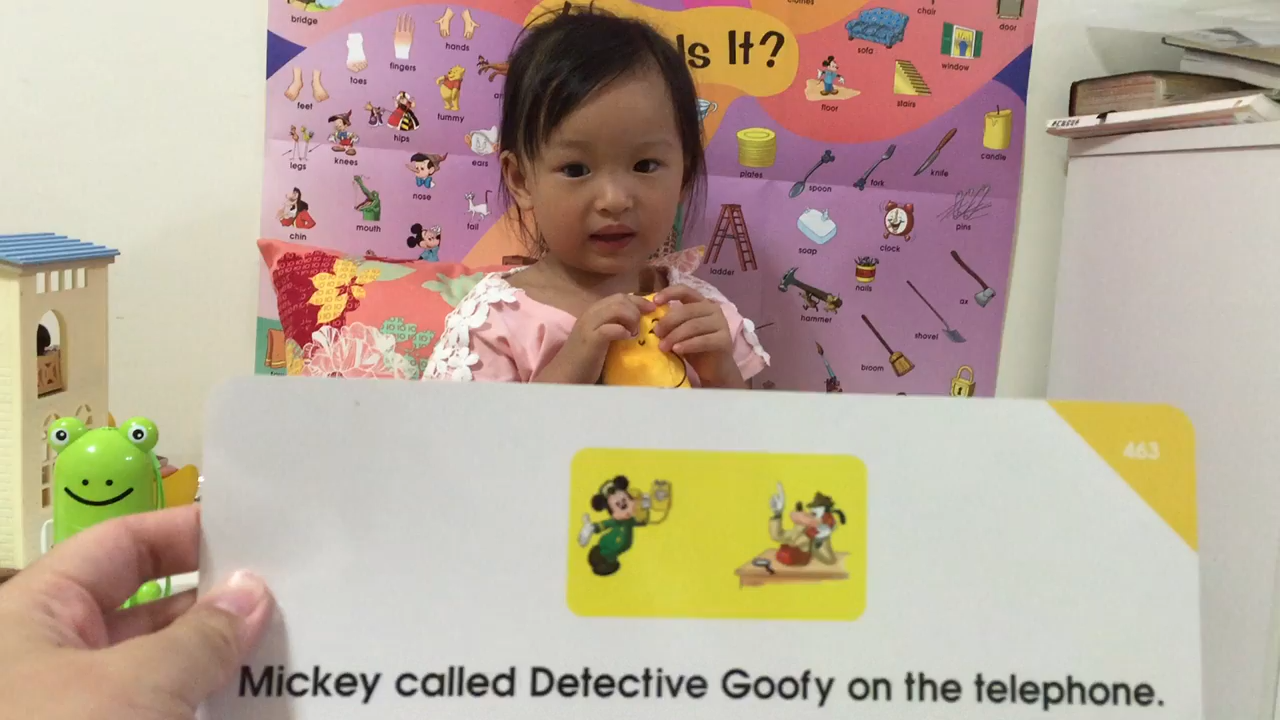 bridge
clothes
chair
door
hands
Is It?
sofa
window
toes
fingers
feet
tummy
floor
stairs
hips
candle
legs
knees
ears
plates
spoon
fork
knife
nose
pins
chin
mouth
tail
soap
clock
ladder
nails
ax
hammer
shovel
broom
463
Mickey called Detective Goofy on the telephone.